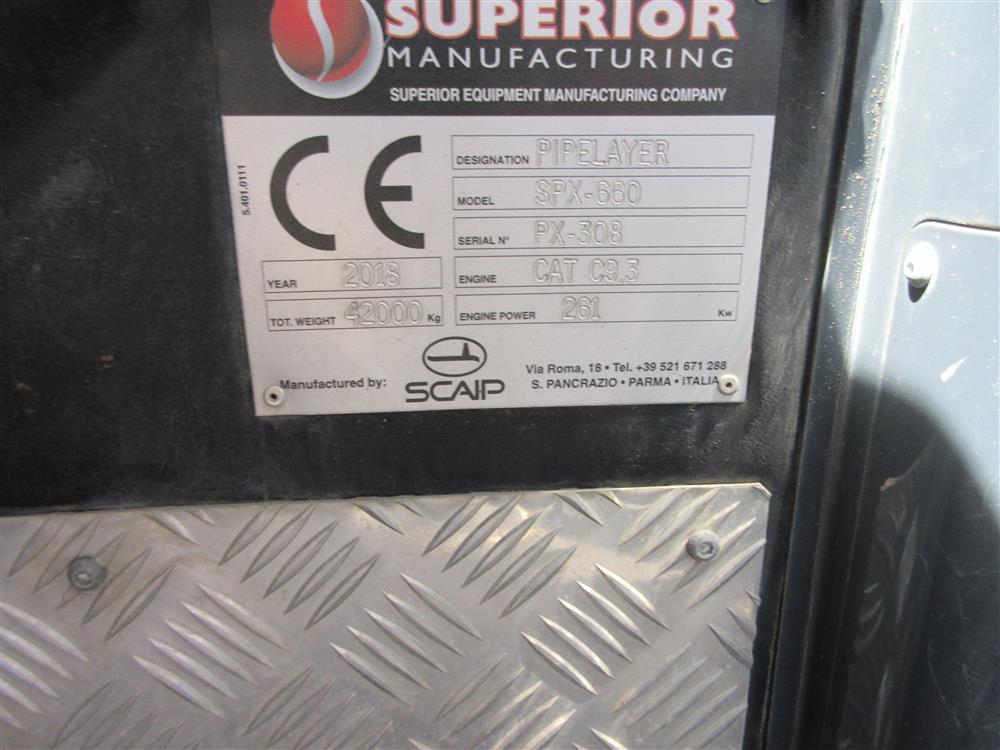 SUPERIOR
MANUFACTURING
SUPERIOR EQUIPMENT MANUFACTURING COMPANY
CE
5.401.0111
DESIGNATION PIPELAYER
MODEL SPX-660
SERIAL N° PX-308
YEAR 2018
ENGINE CAT C9.3
TOT. WEIGHT 42000 Kg
ENGINE POWER 261 Kw
Manufactured by: SCAIP
Via Roma, 18 • Tel. +39 521 671 288
S. PANCRAZIO • PARMA • ITALIA